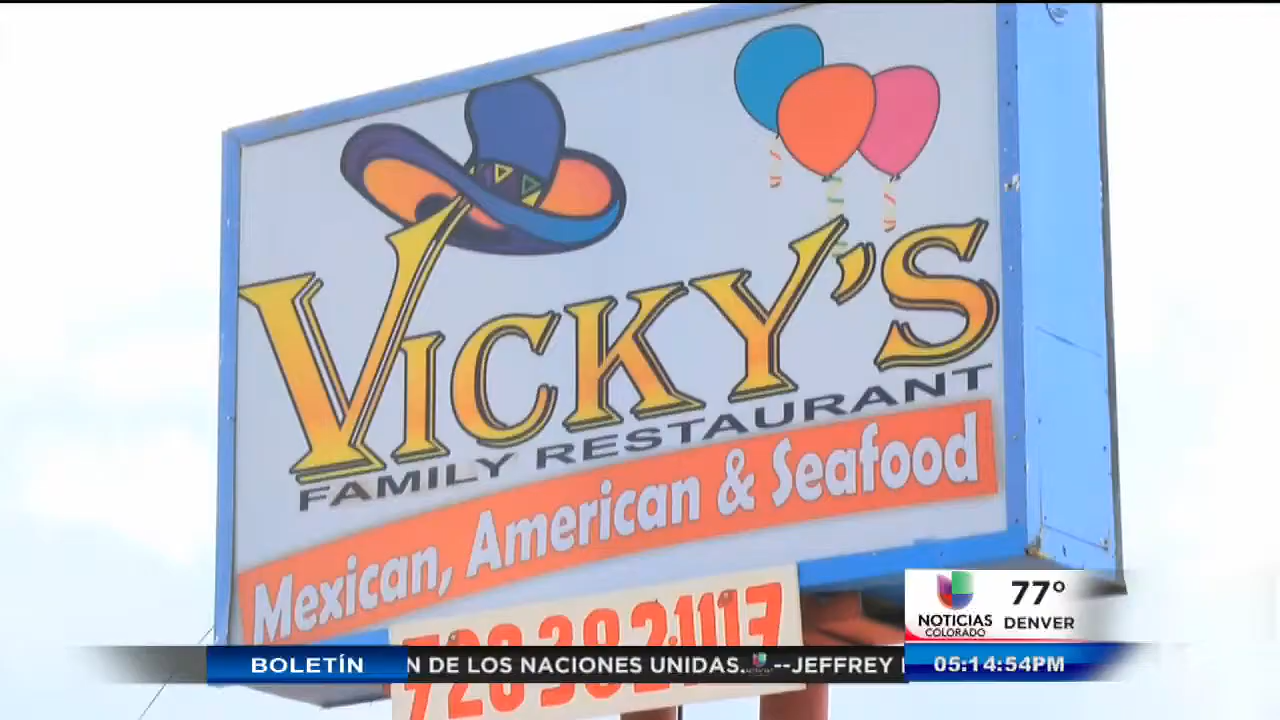 VICKY'S
FAMILY RESTAURANT
Mexican, American & Seafood
NOTICIAS
COLORADO
77°
DENVER
BOLETÍN
N DE LOS NACIONES UNIDAS.
--JEFFREY
05:14:54PM